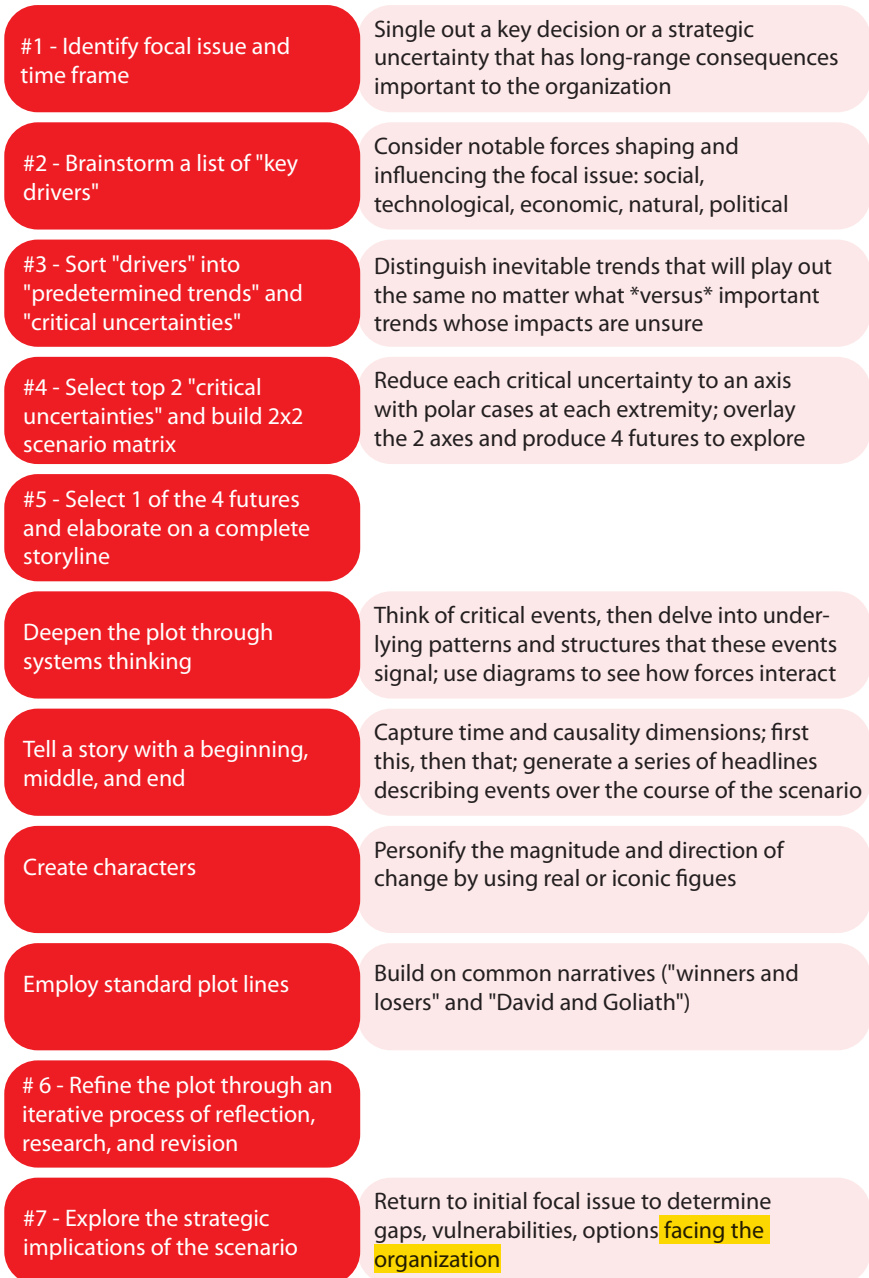 #1 - Identify focal issue and
time frame
Single out a key decision or a strategic
uncertainty that has long-range consequences
important to the organization
#2 - Brainstorm a list of "key
drivers"
Consider notable forces shaping and
influencing the focal issue: social,
technological, economic, natural, political
#3 - Sort "drivers" into
"predetermined trends" and
"critical uncertainties"
Distinguish inevitable trends that will play out
the same no matter what *versus* important
trends whose impacts are unsure
#4 - Select top 2 "critical
uncertainties" and build 2x2
scenario matrix
Reduce each critical uncertainty to an axis
with polar cases at each extremity; overlay
the 2 axes and produce 4 futures to explore
#5 - Select 1 of the 4 futures
and elaborate on a complete
storyline
Deepen the plot through
systems thinking
Think of critical events, then delve into under-
lying patterns and structures that these events
signal; use diagrams to see how forces interact
Tell a story with a beginning,
middle, and end
Capture time and causality dimensions; first
this, then that; generate a series of headlines
describing events over the course of the scenario
Create characters
Personify the magnitude and direction of
change by using real or iconic figues
Employ standard plot lines
Build on common narratives ("winners and
losers" and "David and Goliath")
# 6 - Refine the plot through an
iterative process of reflection,
research, and revision
#7 - Explore the strategic
implications of the scenario
Return to initial focal issue to determine
gaps, vulnerabilities, options facing the
organization